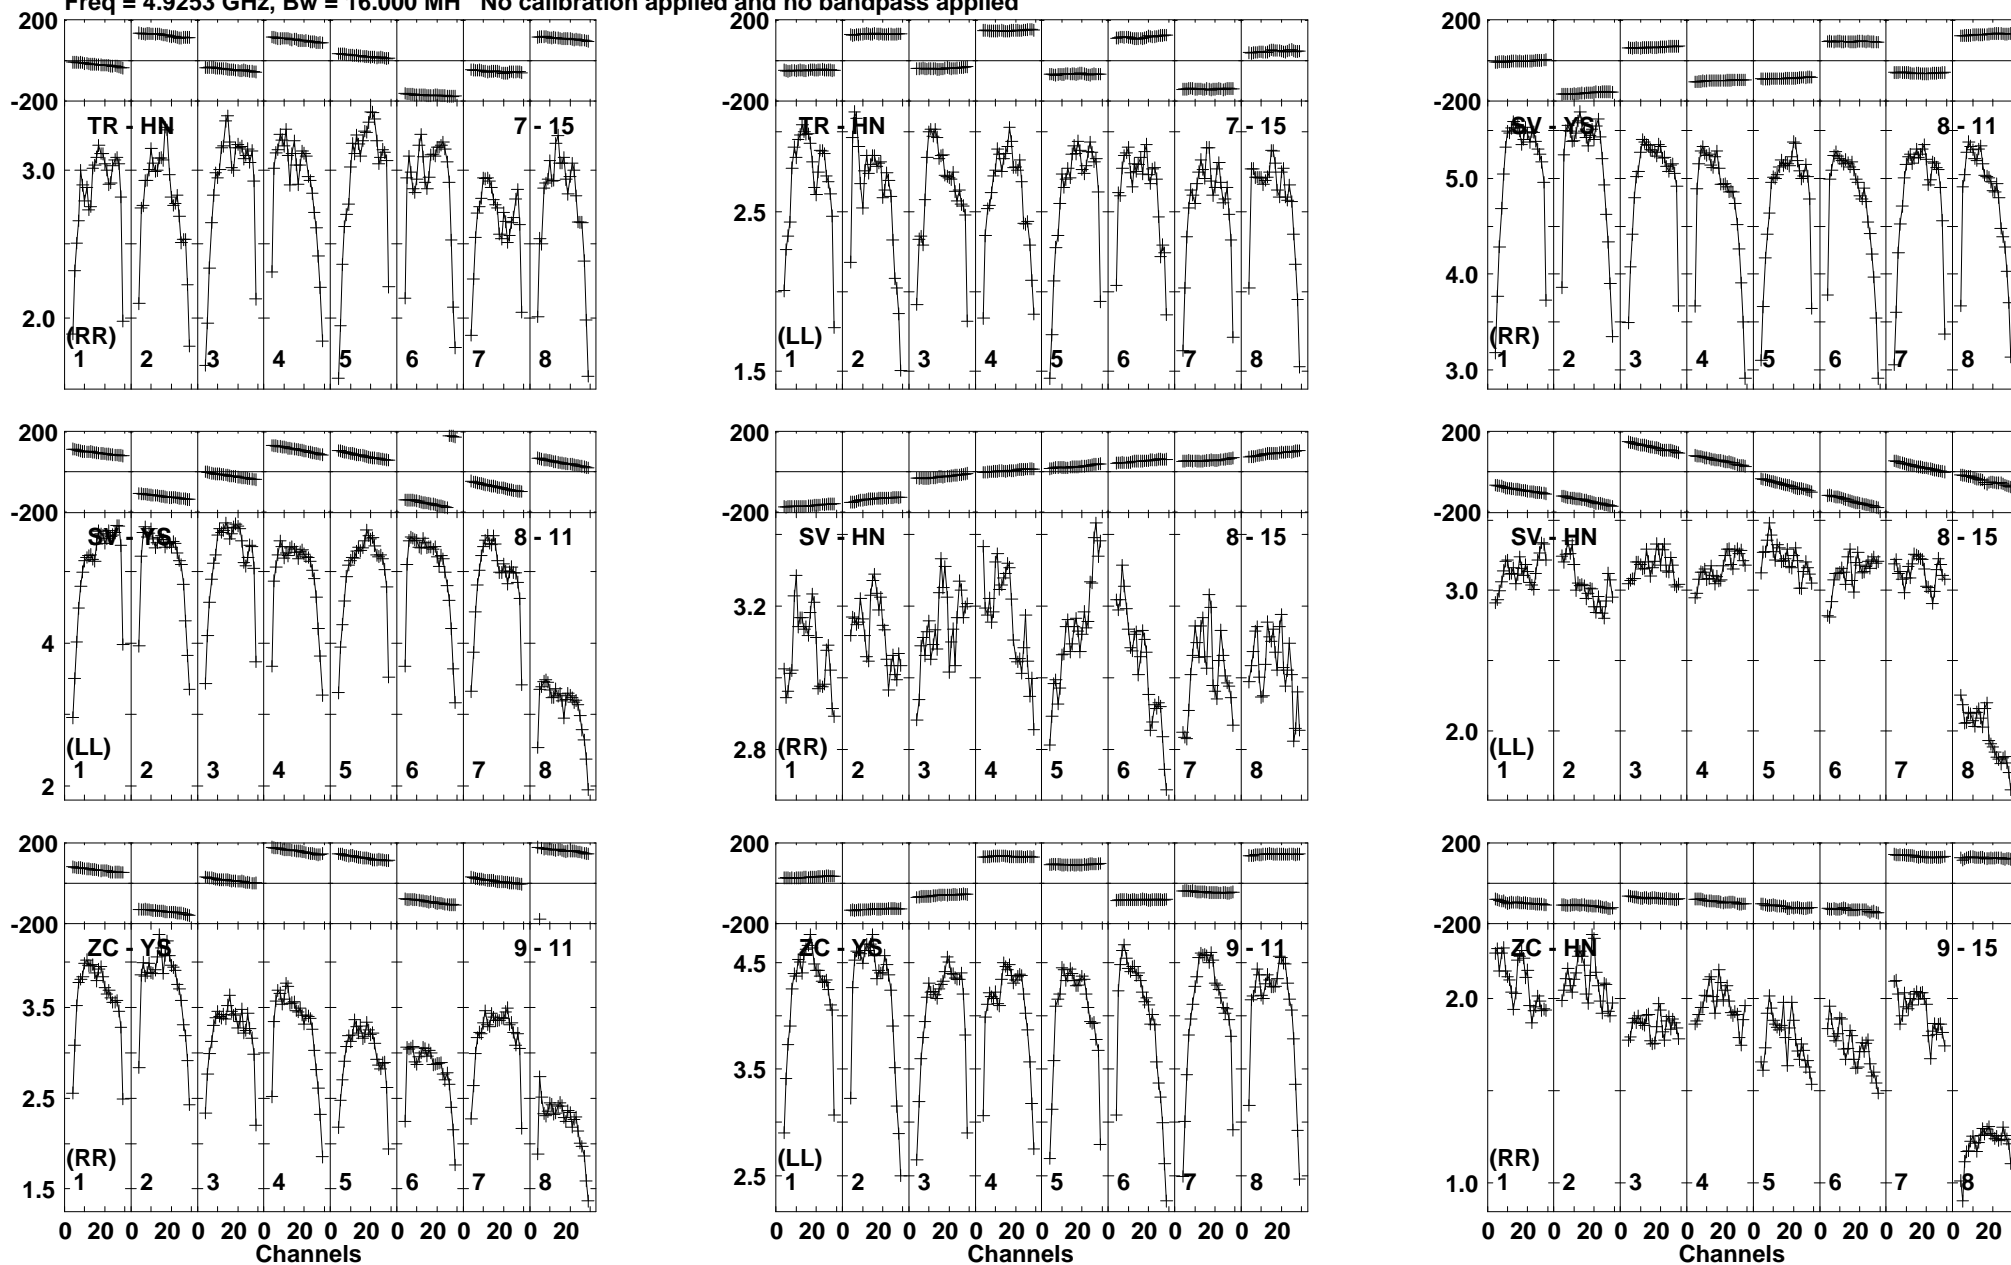 Freq = 4.9253 GHz, Bw = 16.000 MH No calibration applied and no bandpass applied
200 200 200
-200 -200 -200
TR - HN 7 - 15 TR - HN 7 - 15 SV - YS 8 - 11
3.0 2.5 5.0
2.0 4.0
(RR) (LL) (RR)
1 2 3 4 5 6 7 8 1 2 3 4 5 6 7 8 1 2 3 4 5 6 7 8
1.5 3.0
200 200 200
-200 -200 -200
SV - YS 8 - 11 SV - HN 8 - 15 SV - HN 8 - 15
4 3.2 3.0
(LL) 2.8 (RR) 2.0 (LL)
1 2 3 4 5 6 7 8 1 2 3 4 5 6 7 8 1 2 3 4 5 6 7 8
2
200 200 200
-200 -200 -200
ZC - YS 9 - 11 ZC - YS 9 - 11 ZC - HN 9 - 15
3.5 4.5 2.0
2.5 3.5
(RR) (LL) (RR)
1 2 3 4 5 6 7 8 1 2 3 4 5 6 7 8 1 2 3 4 5 6 7 8
1.5 2.5 1.0
0 20 0 20 0 20 0 20 0 20 0 20 0 20 0 20 0 20 0 20 0 20 0 20 0 20 0 20 0 20 0 20 0 20 0 20 0 20 0 20 0 20 0 20 0 20 0 20
Channels Channels Channels